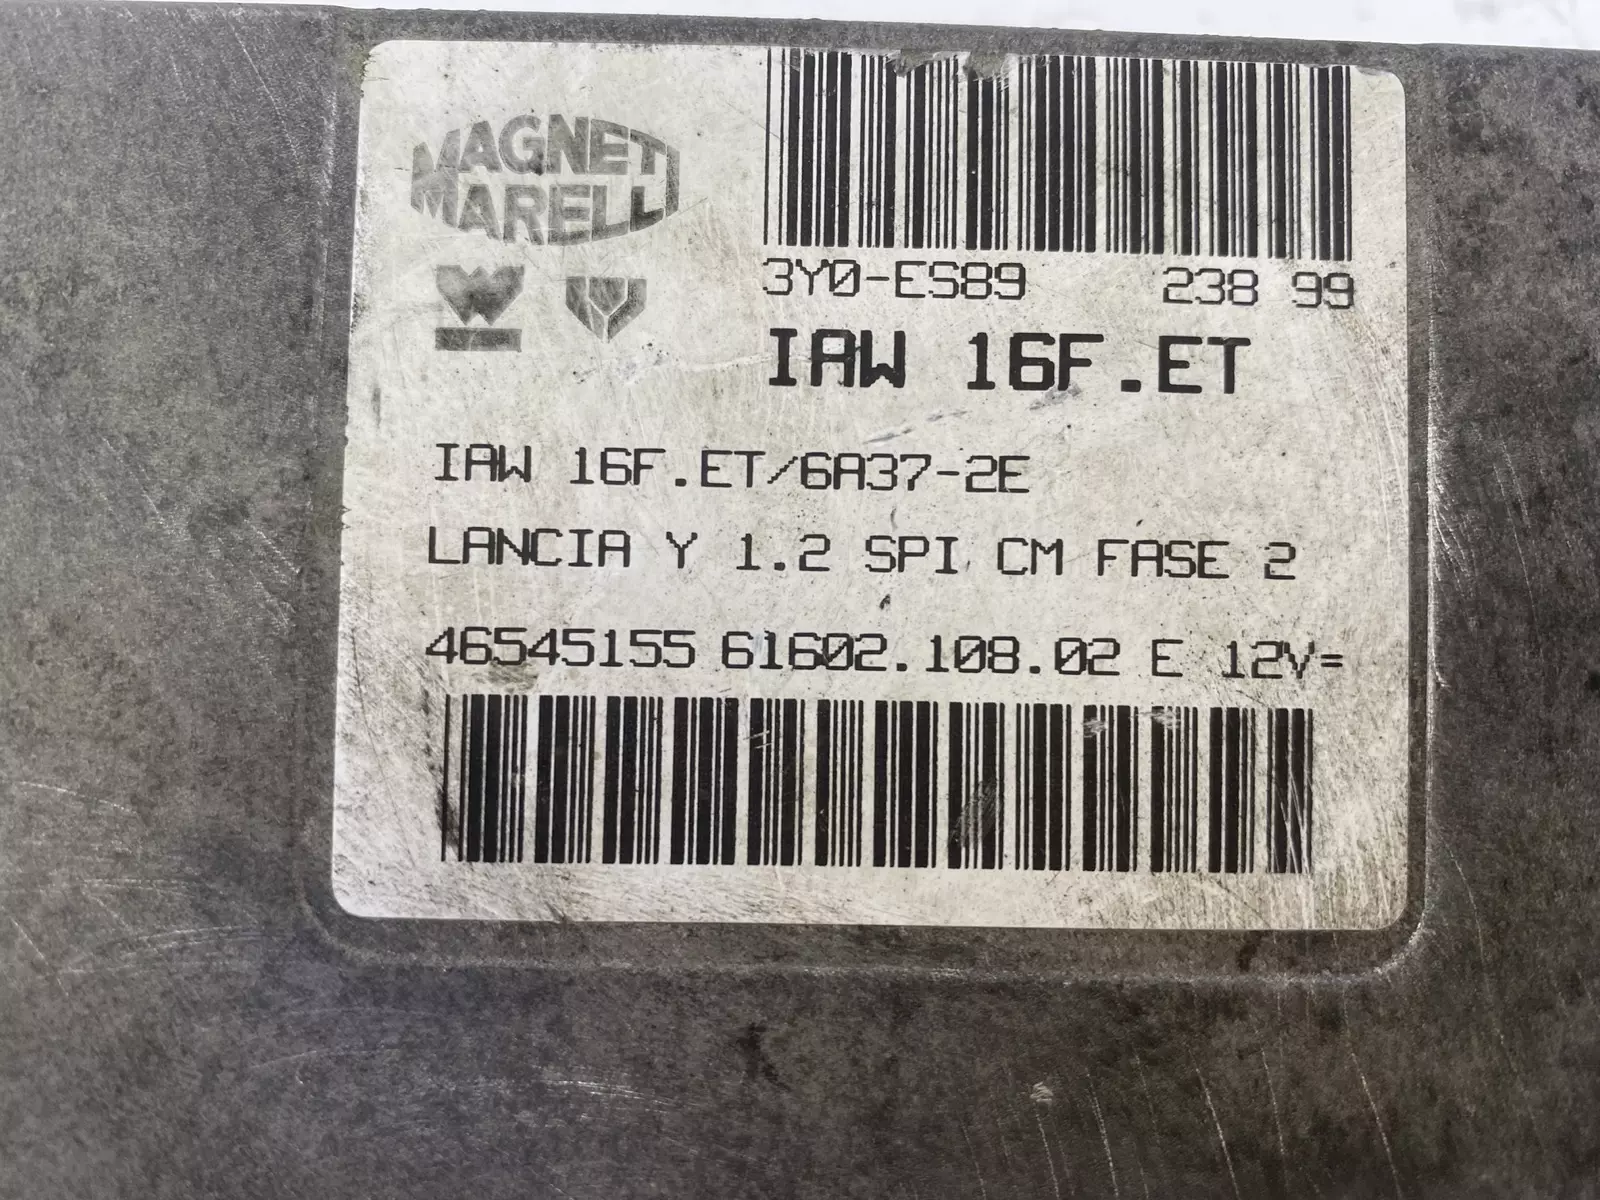 MAGNETI
MARELLI
3Y0-ES89 238 99
IAW 16F.ET
IAW 16F.ET/6A37-2E
LANCIA Y 1.2 SPI CM FASE 2
46545155 61602.108.02 E 12V=